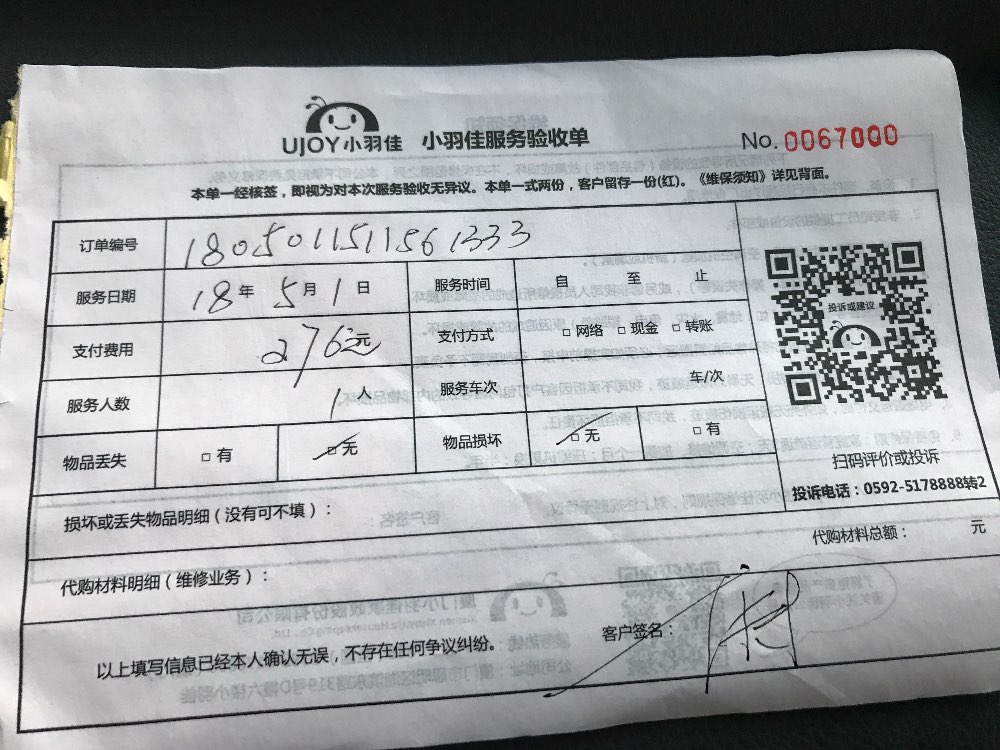 UJOY小羽佳 小羽佳服务验收单 No. 0067000
本单一经核签，即视为对本次服务验收无异议。本单一式两份，客户留存一份(红)。《维保须知》详见背面。
订单编号 1805011511561333
服务日期 18年 5月 1日 服务时间 自 至 止
支付费用 276元 支付方式 □网络 □现金 □转账
服务人数 1人 服务车次 车/次
物品丢失 □有 □无 物品损坏 □无 □有
投诉或建议
扫码评价或投诉
投诉电话：0592-5178888转2
损坏或丢失物品明细（没有可不填）：
代购材料明细（维修业务）： 代购材料总额： 元
以上填写信息已经本人确认无误，不存在任何争议纠纷。 客户签名：